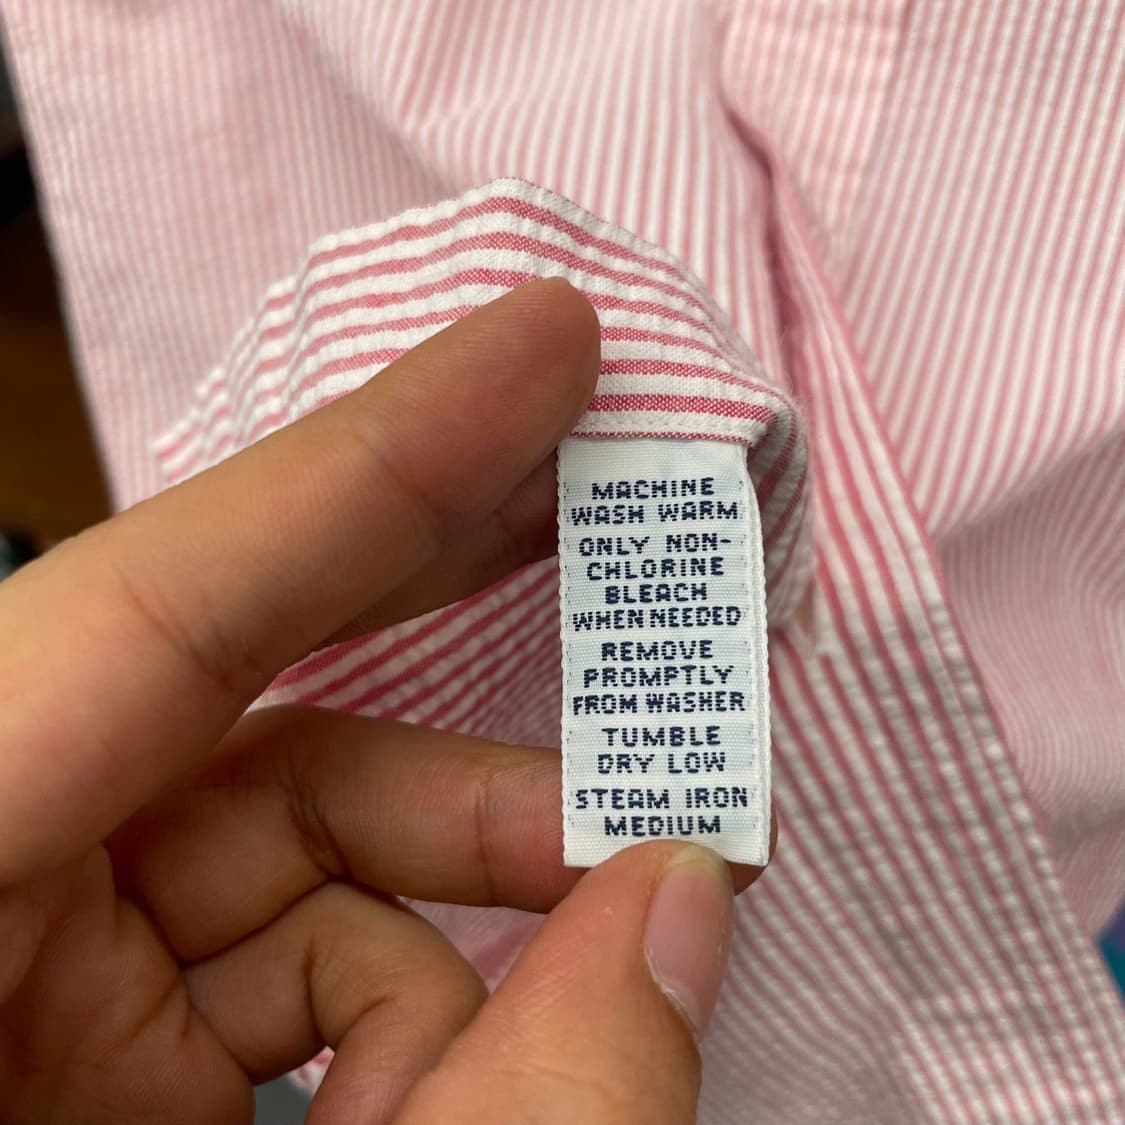 MACHINE
WASH WARM
ONLY NON-
CHLORINE
BLEACH
WHEN NEEDED
REMOVE
PROMPTLY
FROM WASHER
TUMBLE
DRY LOW
STEAM IRON
MEDIUM